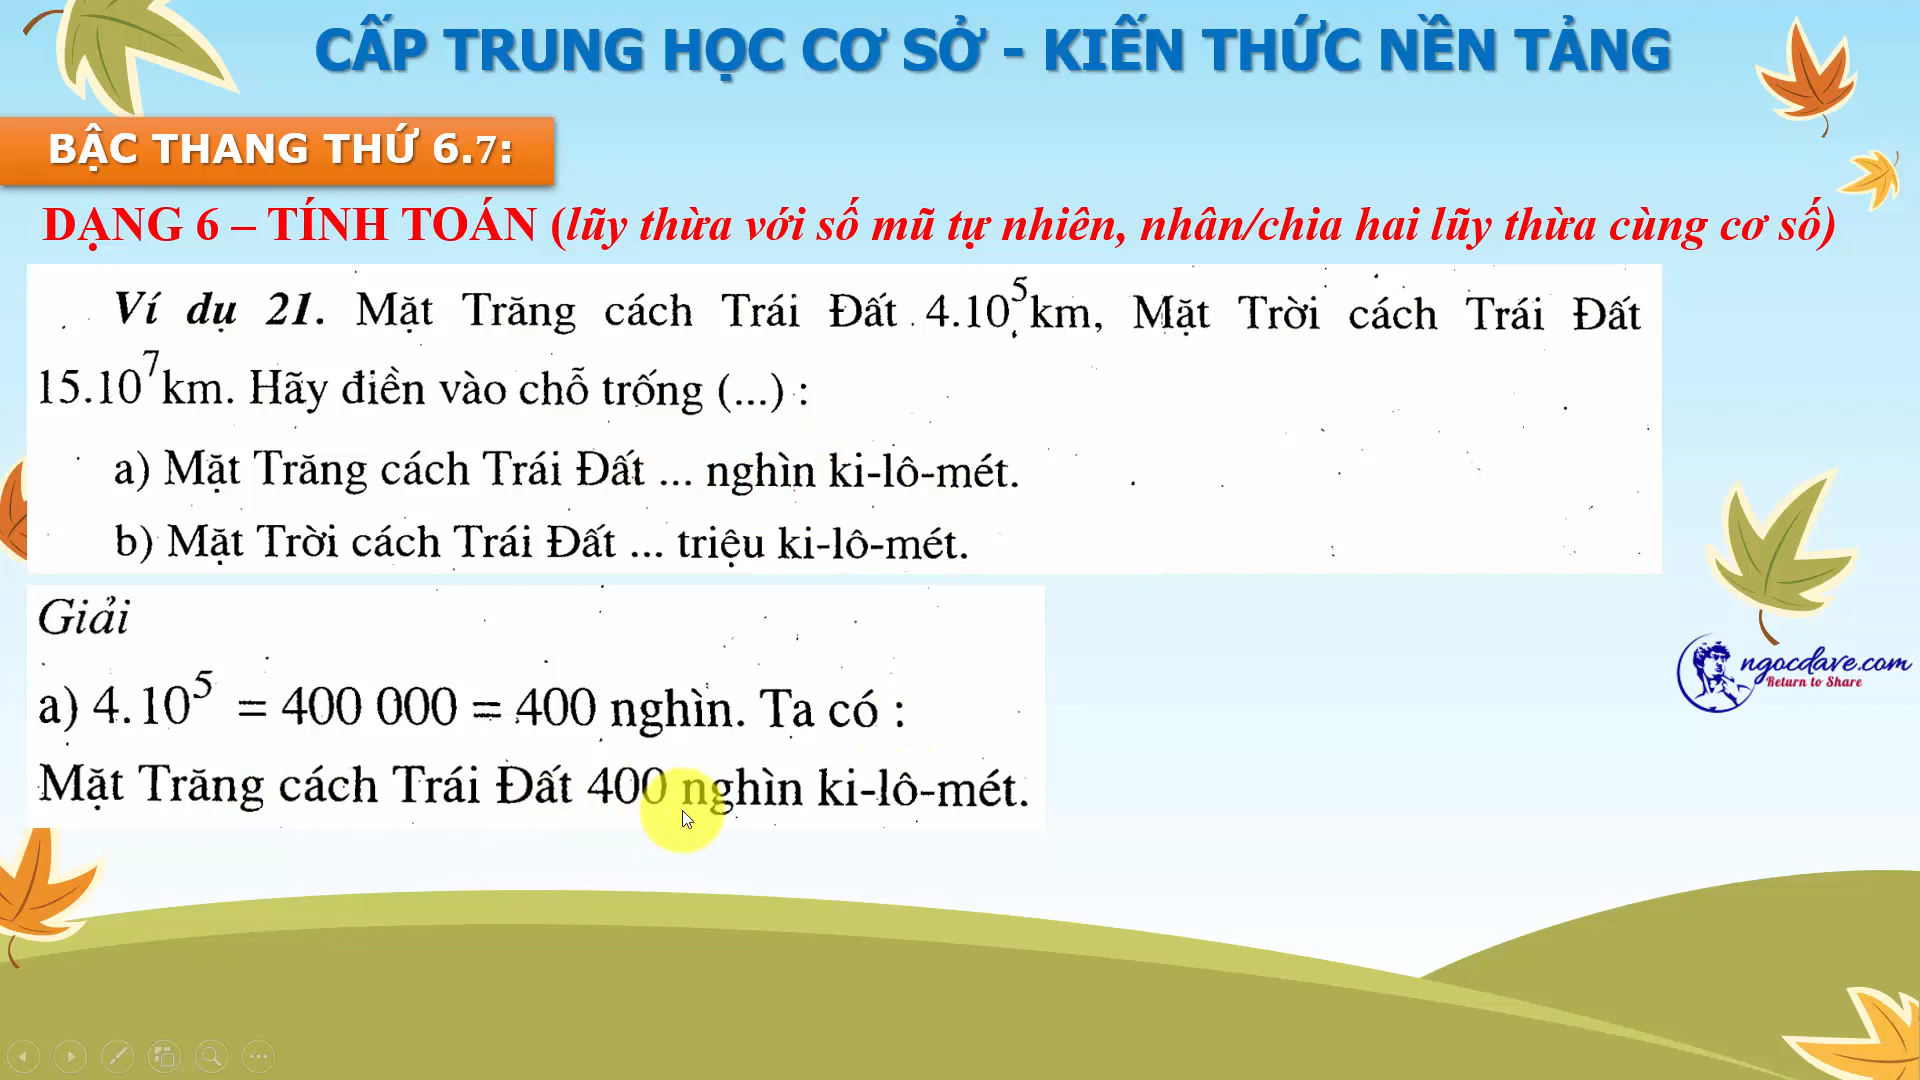 CẤP TRUNG HỌC CƠ SỞ - KIẾN THỨC NỀN TẢNG
BẬC THANG THỨ 6.7:
DẠNG 6 – TÍNH TOÁN (lũy thừa với số mũ tự nhiên, nhân/chia hai lũy thừa cùng cơ số)
Ví dụ 21. Mặt Trăng cách Trái Đất 4.10⁵km, Mặt Trời cách Trái Đất
15.10⁷km. Hãy điền vào chỗ trống (...) :
a) Mặt Trăng cách Trái Đất ... nghìn ki-lô-mét.
b) Mặt Trời cách Trái Đất ... triệu ki-lô-mét.
Giải
a) 4.10⁵ = 400 000 = 400 nghìn. Ta có :
Mặt Trăng cách Trái Đất 400 nghìn ki-lô-mét.
ngocdave.com
Return to Share